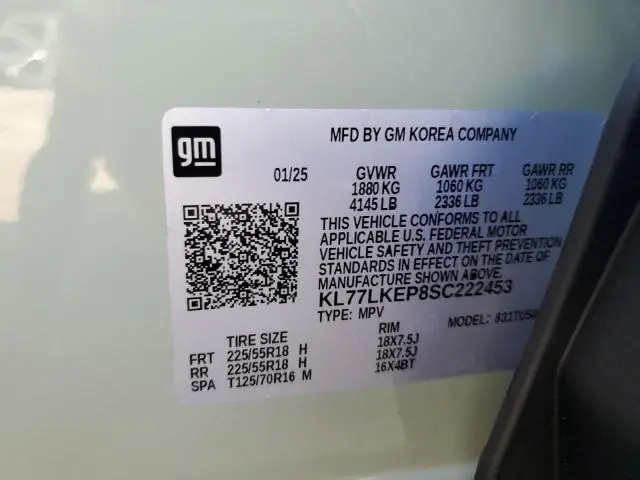 gm
MFD BY GM KOREA COMPANY
01/25 GVWR GAWR FRT GAWR RR
1880 KG 1060 KG 1060 KG
4145 LB 2336 LB 2336 LB
THIS VEHICLE CONFORMS TO ALL
APPLICABLE U.S. FEDERAL MOTOR
VEHICLE SAFETY AND THEFT PREVENTION
STANDARDS IN EFFECT ON THE DATE OF
MANUFACTURE SHOWN ABOVE.
KL77LKEP8SC222453
TYPE: MPV MODEL:
TIRE SIZE RIM
FRT 225/55R18 H 18X7.5J
RR 225/55R18 H 18X7.5J
SPA T125/70R16 M 16X4BT